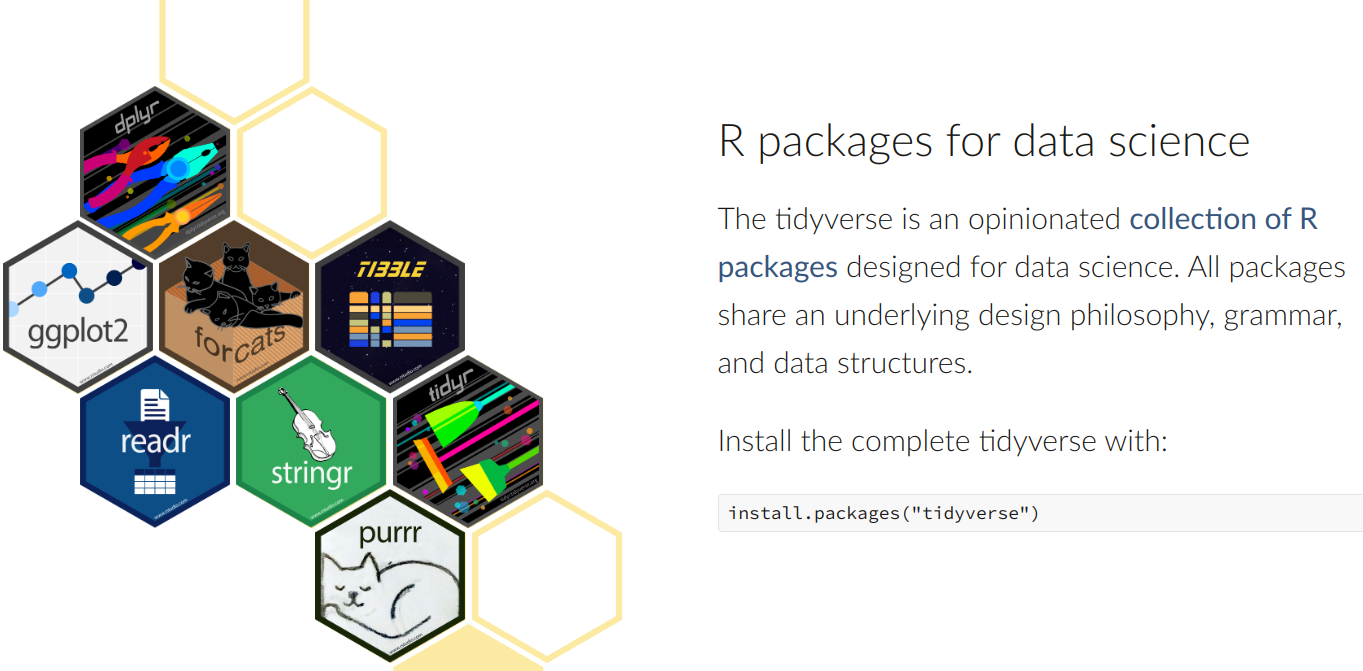 dplyr
ggplot2
forcats
TIBBLE
readr
stringr
tidyr
purrr
R packages for data science
The tidyverse is an opinionated collection of R
packages designed for data science. All packages
share an underlying design philosophy, grammar,
and data structures.
Install the complete tidyverse with:
install.packages("tidyverse")